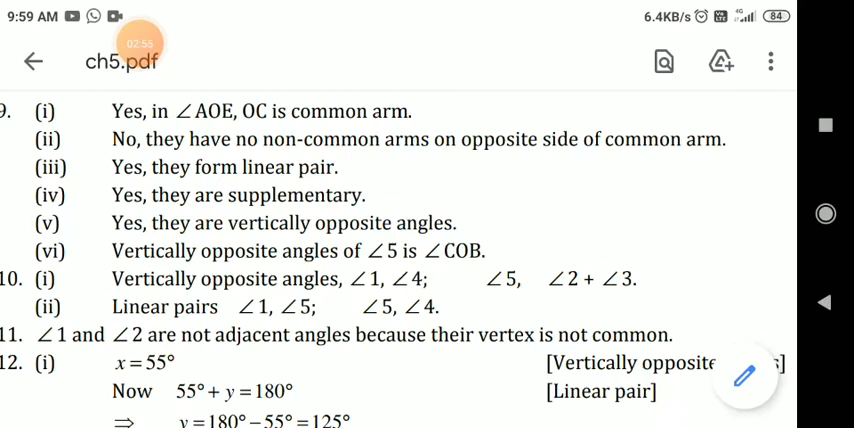 9:59 AM 6.4KB/s 84
02:55
ch5.pdf
9. (i) Yes, in ∠AOE, OC is common arm.
(ii) No, they have no non-common arms on opposite side of common arm.
(iii) Yes, they form linear pair.
(iv) Yes, they are supplementary.
(v) Yes, they are vertically opposite angles.
(vi) Vertically opposite angles of ∠5 is ∠COB.
10. (i) Vertically opposite angles, ∠1, ∠4; ∠5, ∠2 + ∠3.
(ii) Linear pairs ∠1, ∠5; ∠5, ∠4.
11. ∠1 and ∠2 are not adjacent angles because their vertex is not common.
12. (i) x = 55° [Vertically opposite
Now 55° + y = 180° [Linear pair]
⇒ y = 180° – 55° = 125°